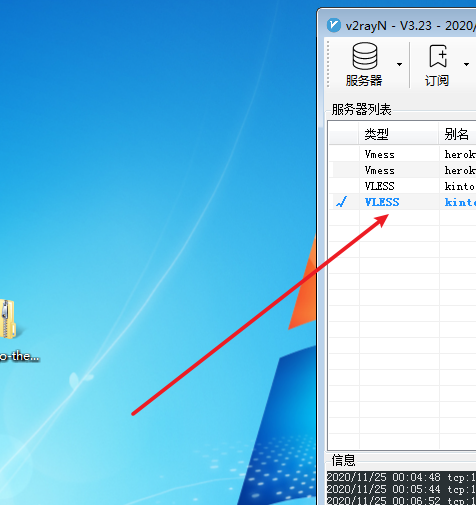 v2rayN - V3.23 - 2020/
服务器
订阅
服务器列表
类型 别名
Vmess herok
Vmess herok
VLESS kinto
VLESS kinto
o-the...
信息
2020/11/25 00:04:48 tcp:1
2020/11/25 00:05:44 tcp:1
2020/11/25 00:06:52 tcp:1